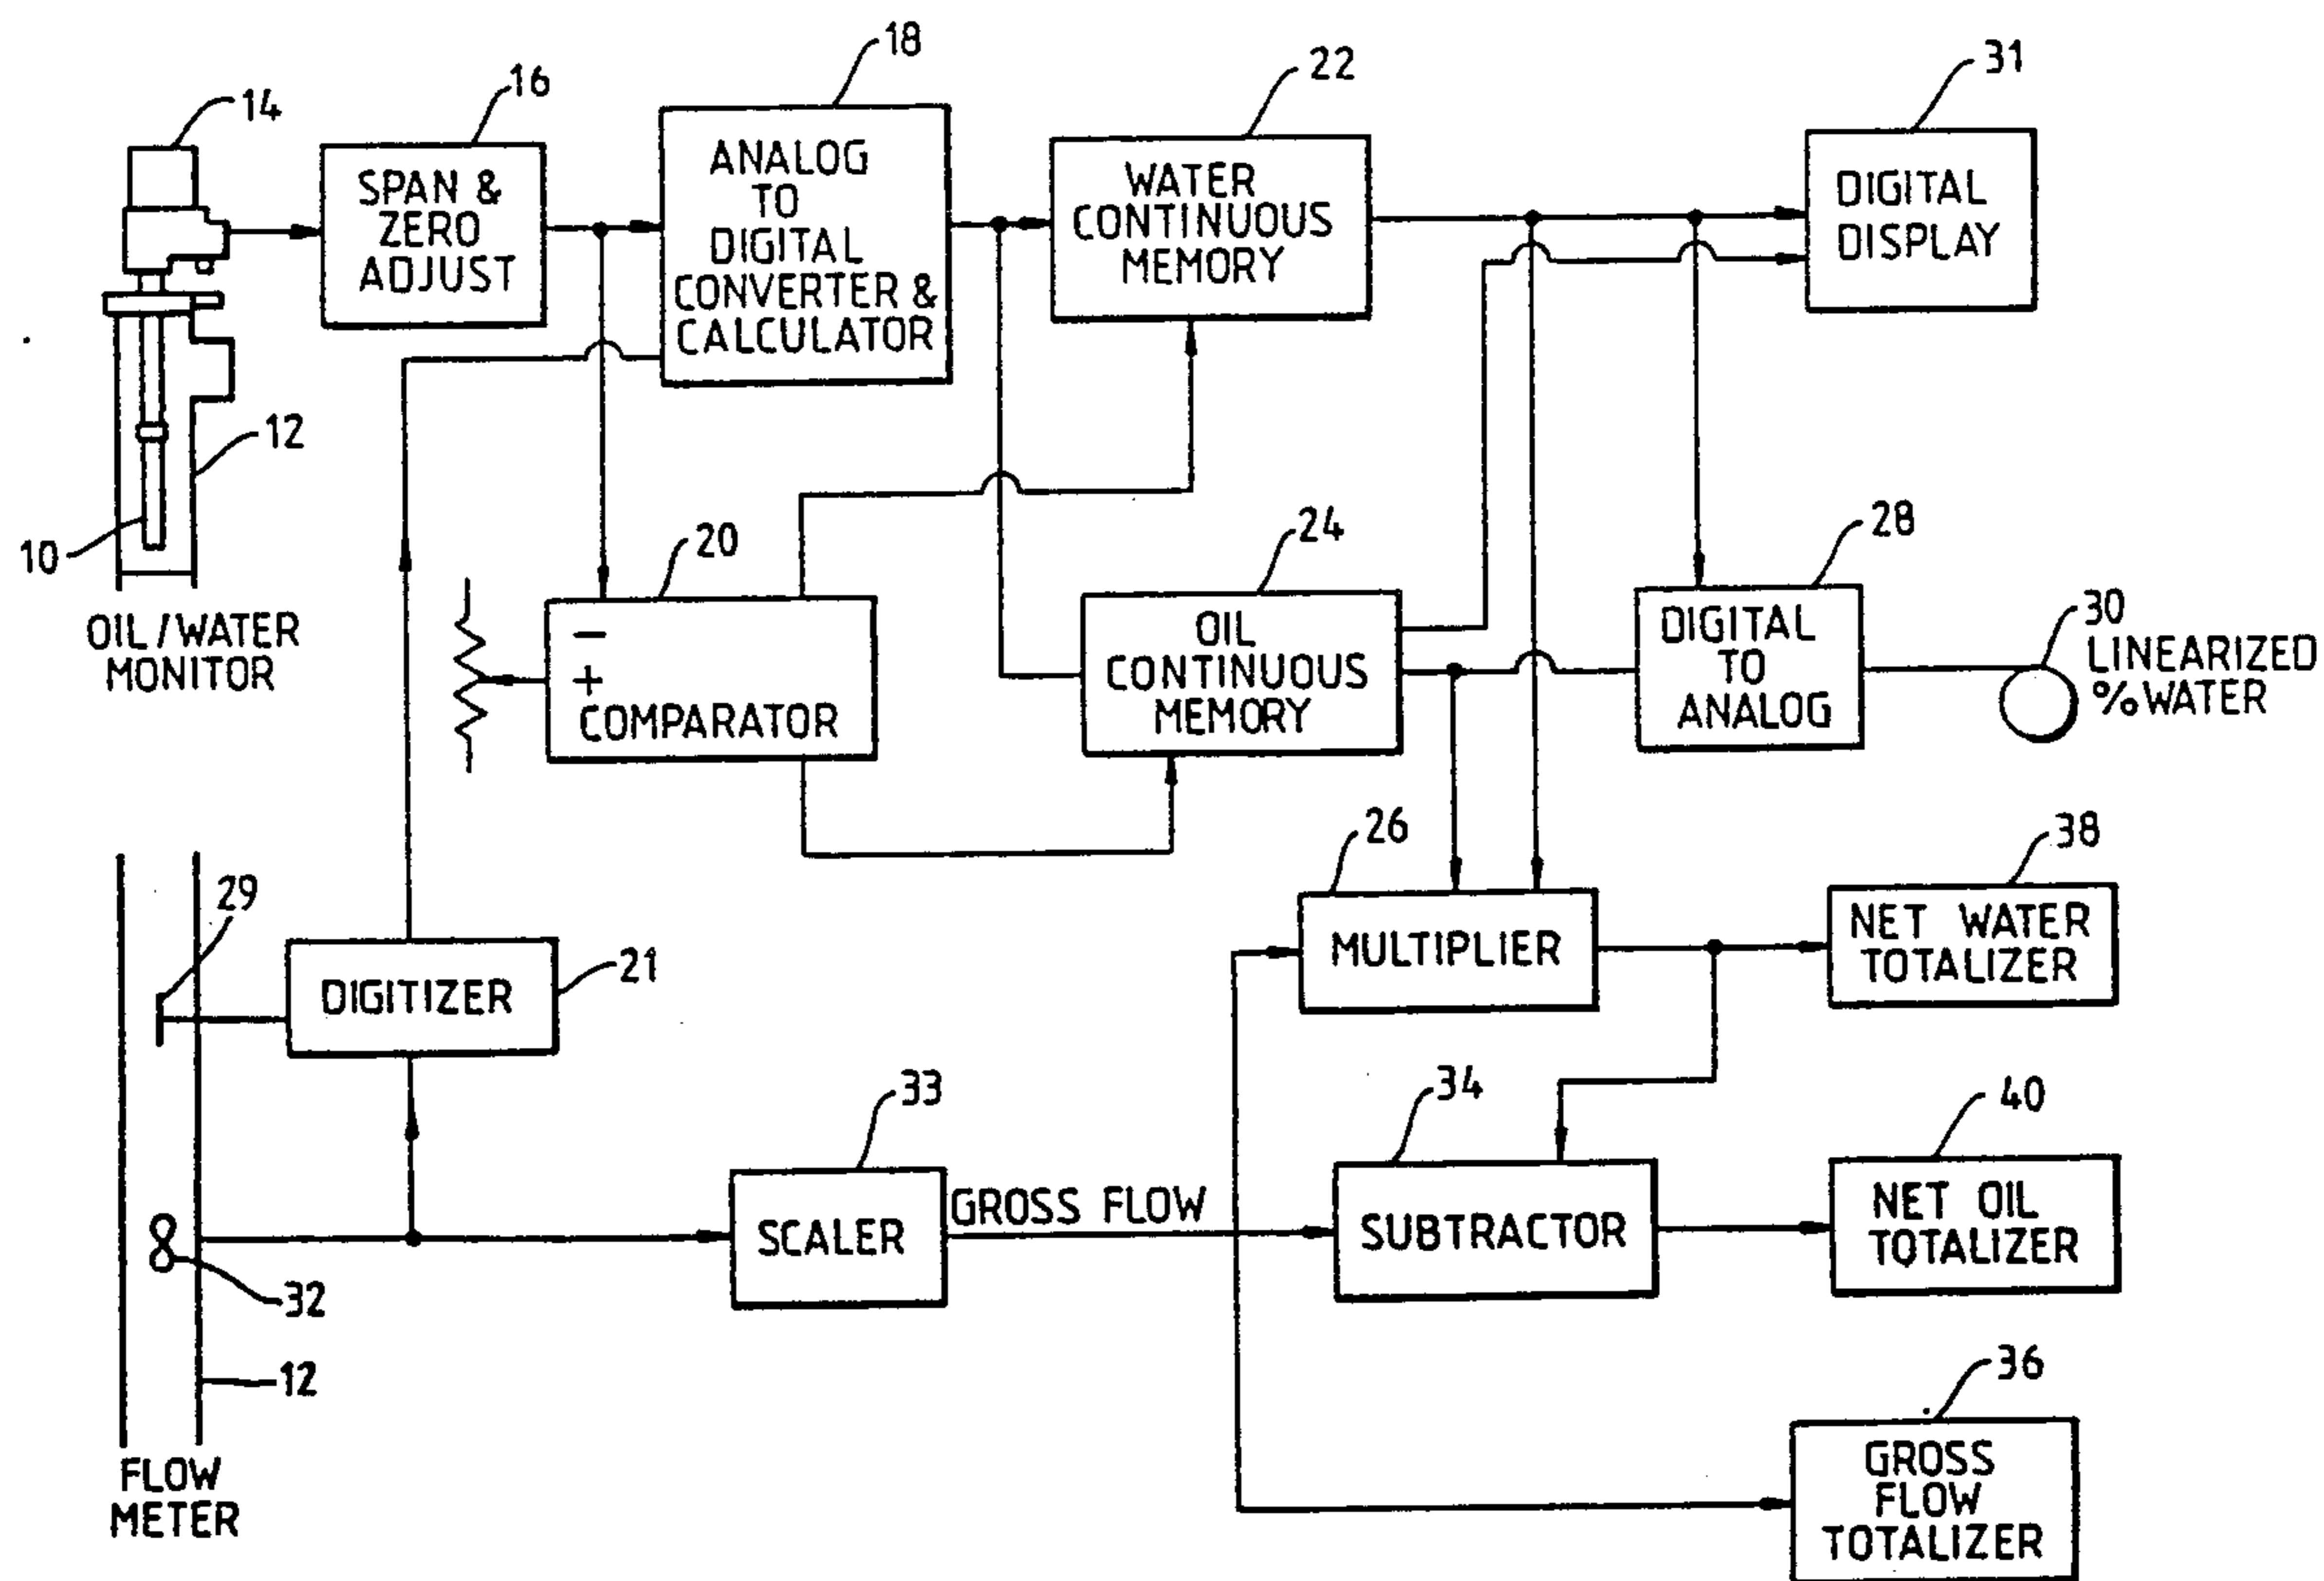 14
16
SPAN &
ZERO
ADJUST
18
ANALOG
TO
DIGITAL
CONVERTER &
CALCULATOR
22
WATER
CONTINUOUS
MEMORY
31
DIGITAL
DISPLAY
12
10
OIL/WATER
MONITOR
20
−
+
COMPARATOR
24
OIL
CONTINUOUS
MEMORY
28
DIGITAL
TO
ANALOG
30
LINEARIZED
% WATER
29
DIGITIZER
21
26
MULTIPLIER
38
NET WATER
TOTALIZER
32
12
FLOW
METER
33
SCALER
GROSS FLOW
34
SUBTRACTOR
40
NET OIL
TOTALIZER
36
GROSS
FLOW
TOTALIZER